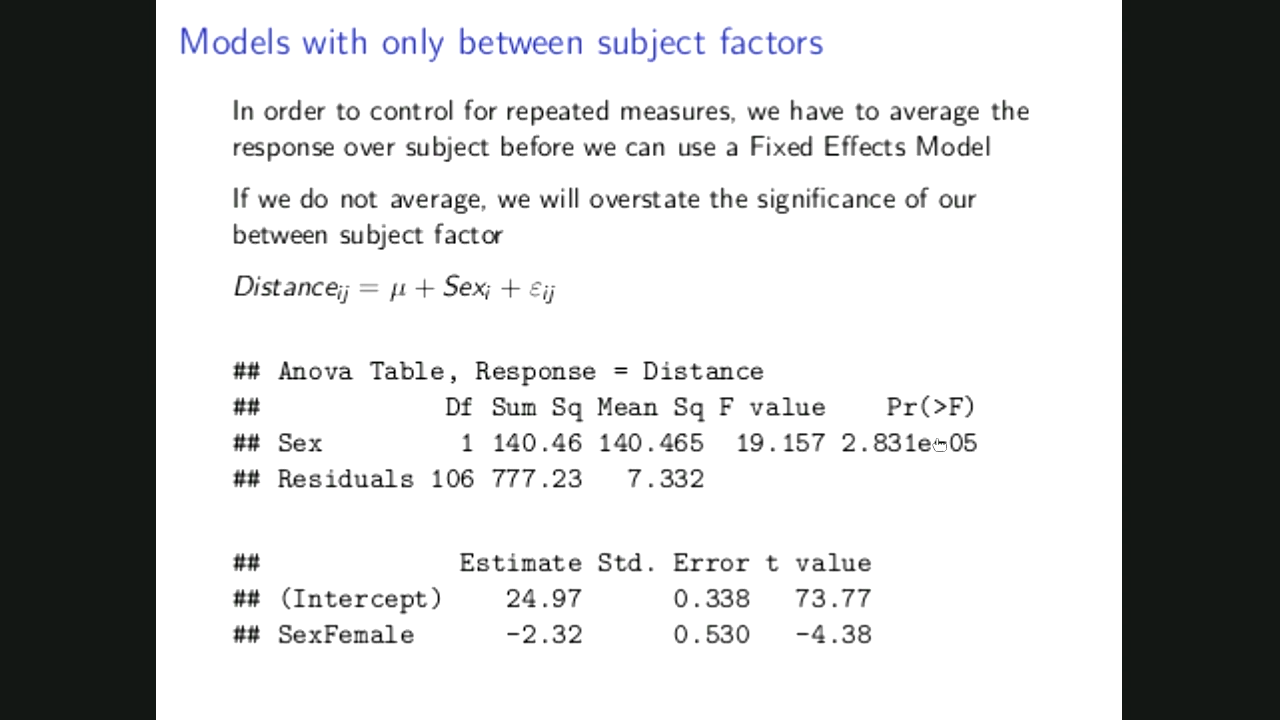 Models with only between subject factors
In order to control for repeated measures, we have to average the
response over subject before we can use a Fixed Effects Model
If we do not average, we will overstate the significance of our
between subject factor
Distanceᵢⱼ = μ + Sexᵢ + εᵢⱼ
## Anova Table, Response = Distance
## Df Sum Sq Mean Sq F value Pr(>F)
## Sex 1 140.46 140.465 19.157 2.831e-05
## Residuals 106 777.23 7.332
## Estimate Std. Error t value
## (Intercept) 24.97 0.338 73.77
## SexFemale -2.32 0.530 -4.38